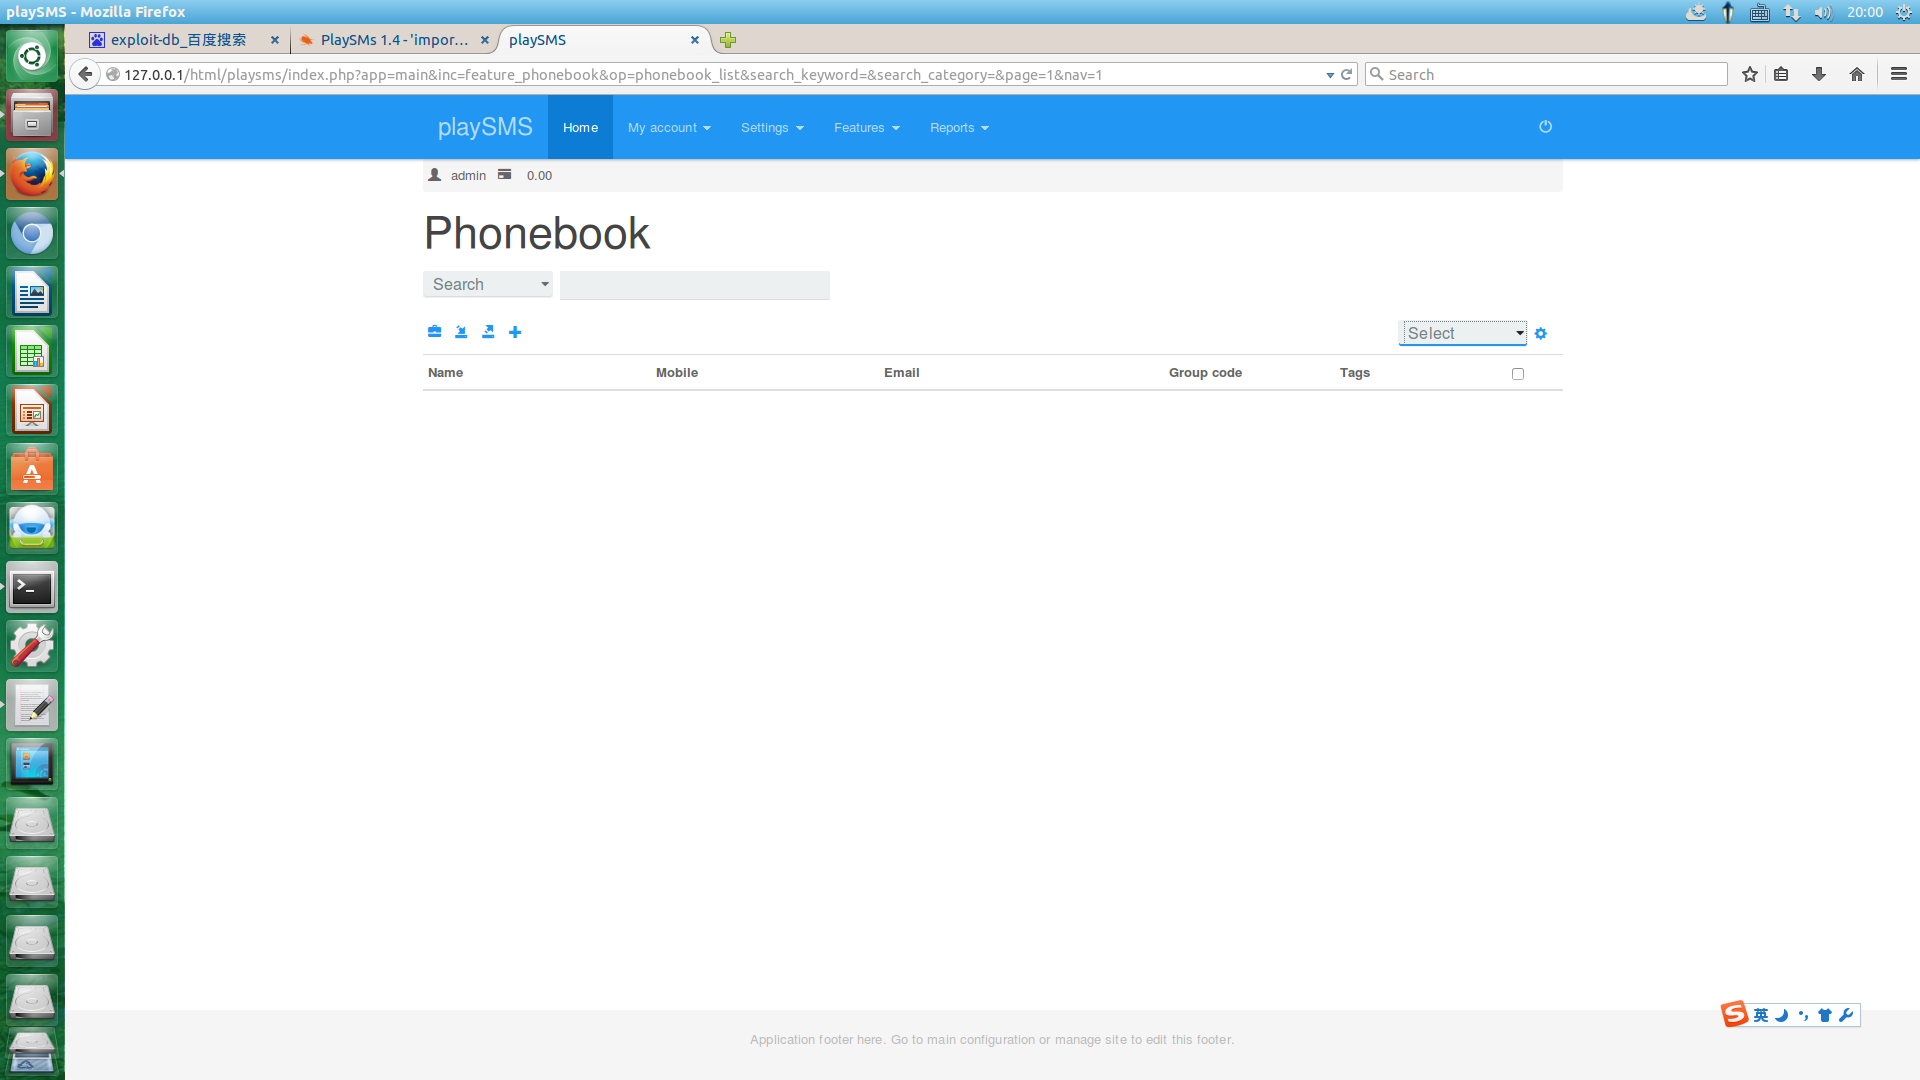 playSMS - Mozilla Firefox
20:00
exploit-db_百度搜索
PlaySMs 1.4 - 'impor...
playSMS
127.0.0.1/html/playsms/index.php?app=main&inc=feature_phonebook&op=phonebook_list&search_keyword=&search_category=&page=1&nav=1
Search
playSMS
Home
My account
Settings
Features
Reports
admin
0.00
Phonebook
Search
Select
Name
Mobile
Email
Group code
Tags
英
Application footer here. Go to main configuration or manage site to edit this footer.